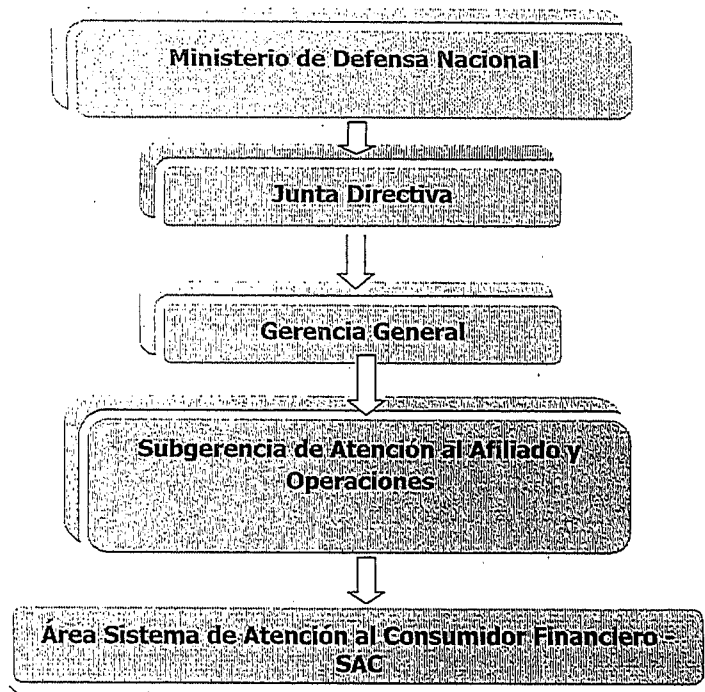 Ministerio de Defensa Nacional
Junta Directiva
Gerencia General
Subgerencia de Atención al Afiliado y
Operaciones
Área Sistema de Atención al Consumidor Financiero -
SAC